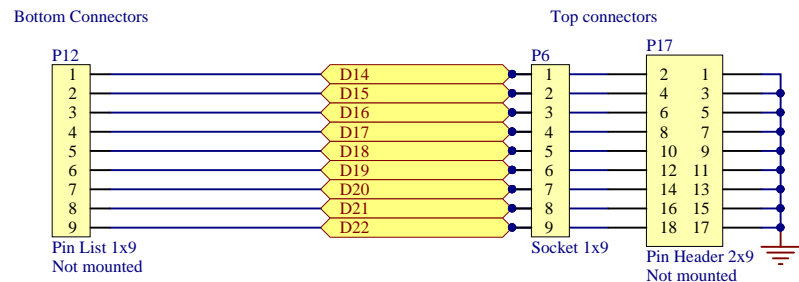 Bottom Connectors
Top connectors
P12
P6
P17
1 D14 1 2 1
2 D15 2 4 3
3 D16 3 6 5
4 D17 4 8 7
5 D18 5 10 9
6 D19 6 12 11
7 D20 7 14 13
8 D21 8 16 15
9 D22 9 18 17
Pin List 1x9
Not mounted
Socket 1x9
Pin Header 2x9
Not mounted